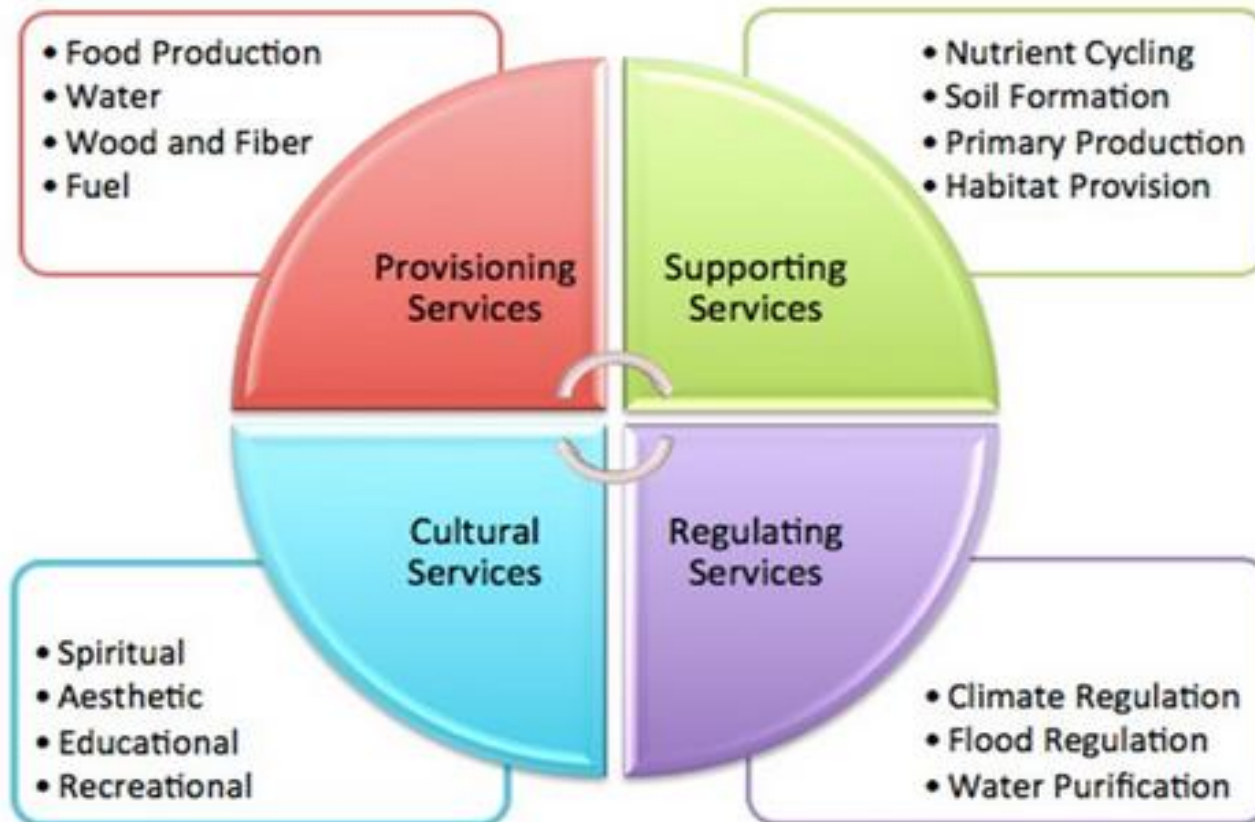 • Food Production
• Water
• Wood and Fiber
• Fuel
• Nutrient Cycling
• Soil Formation
• Primary Production
• Habitat Provision
Provisioning
Services
Supporting
Services
Cultural
Services
Regulating
Services
• Spiritual
• Aesthetic
• Educational
• Recreational
• Climate Regulation
• Flood Regulation
• Water Purification